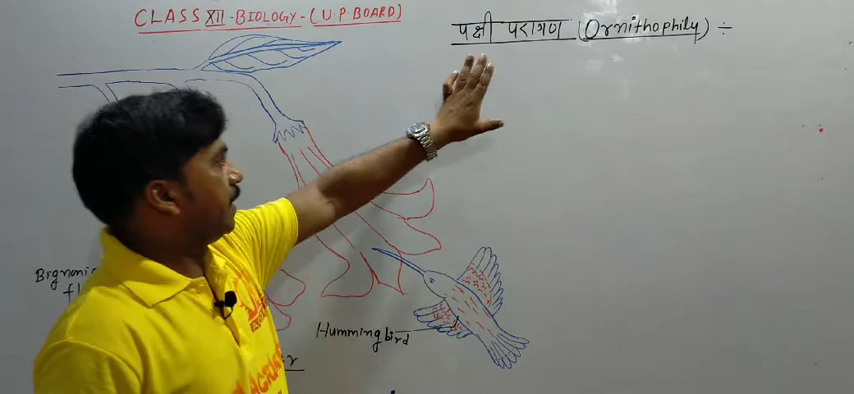 CLASS XII - BIOLOGY - (U.P BOARD)
पक्षी परागण (Ornithophily) ÷
Humming bird